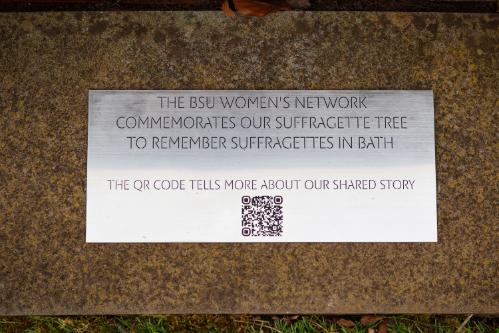 THE BSU WOMEN'S NETWORK
COMMEMORATES OUR SUFFRAGETTE TREE
TO REMEMBER SUFFRAGETTES IN BATH
THE QR CODE TELLS MORE ABOUT OUR SHARED STORY